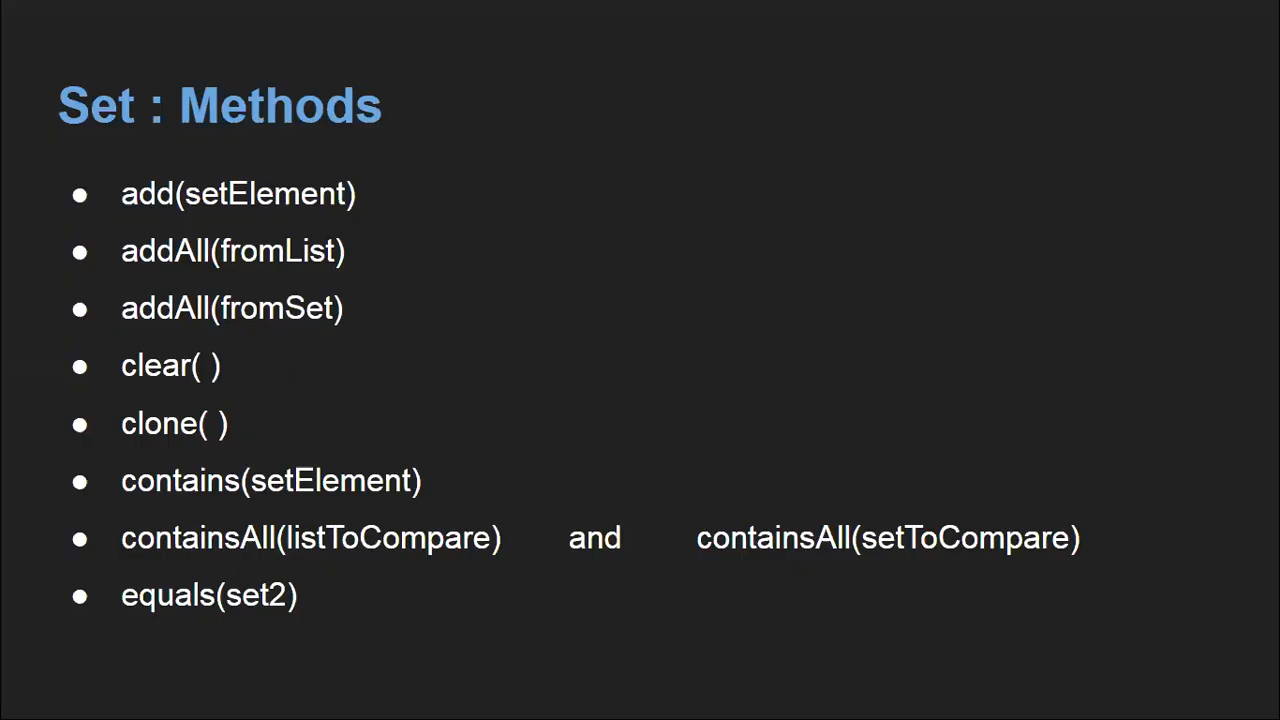 Set : Methods
● add(setElement)
● addAll(fromList)
● addAll(fromSet)
● clear( )
● clone( )
● contains(setElement)
● containsAll(listToCompare) and containsAll(setToCompare)
● equals(set2)